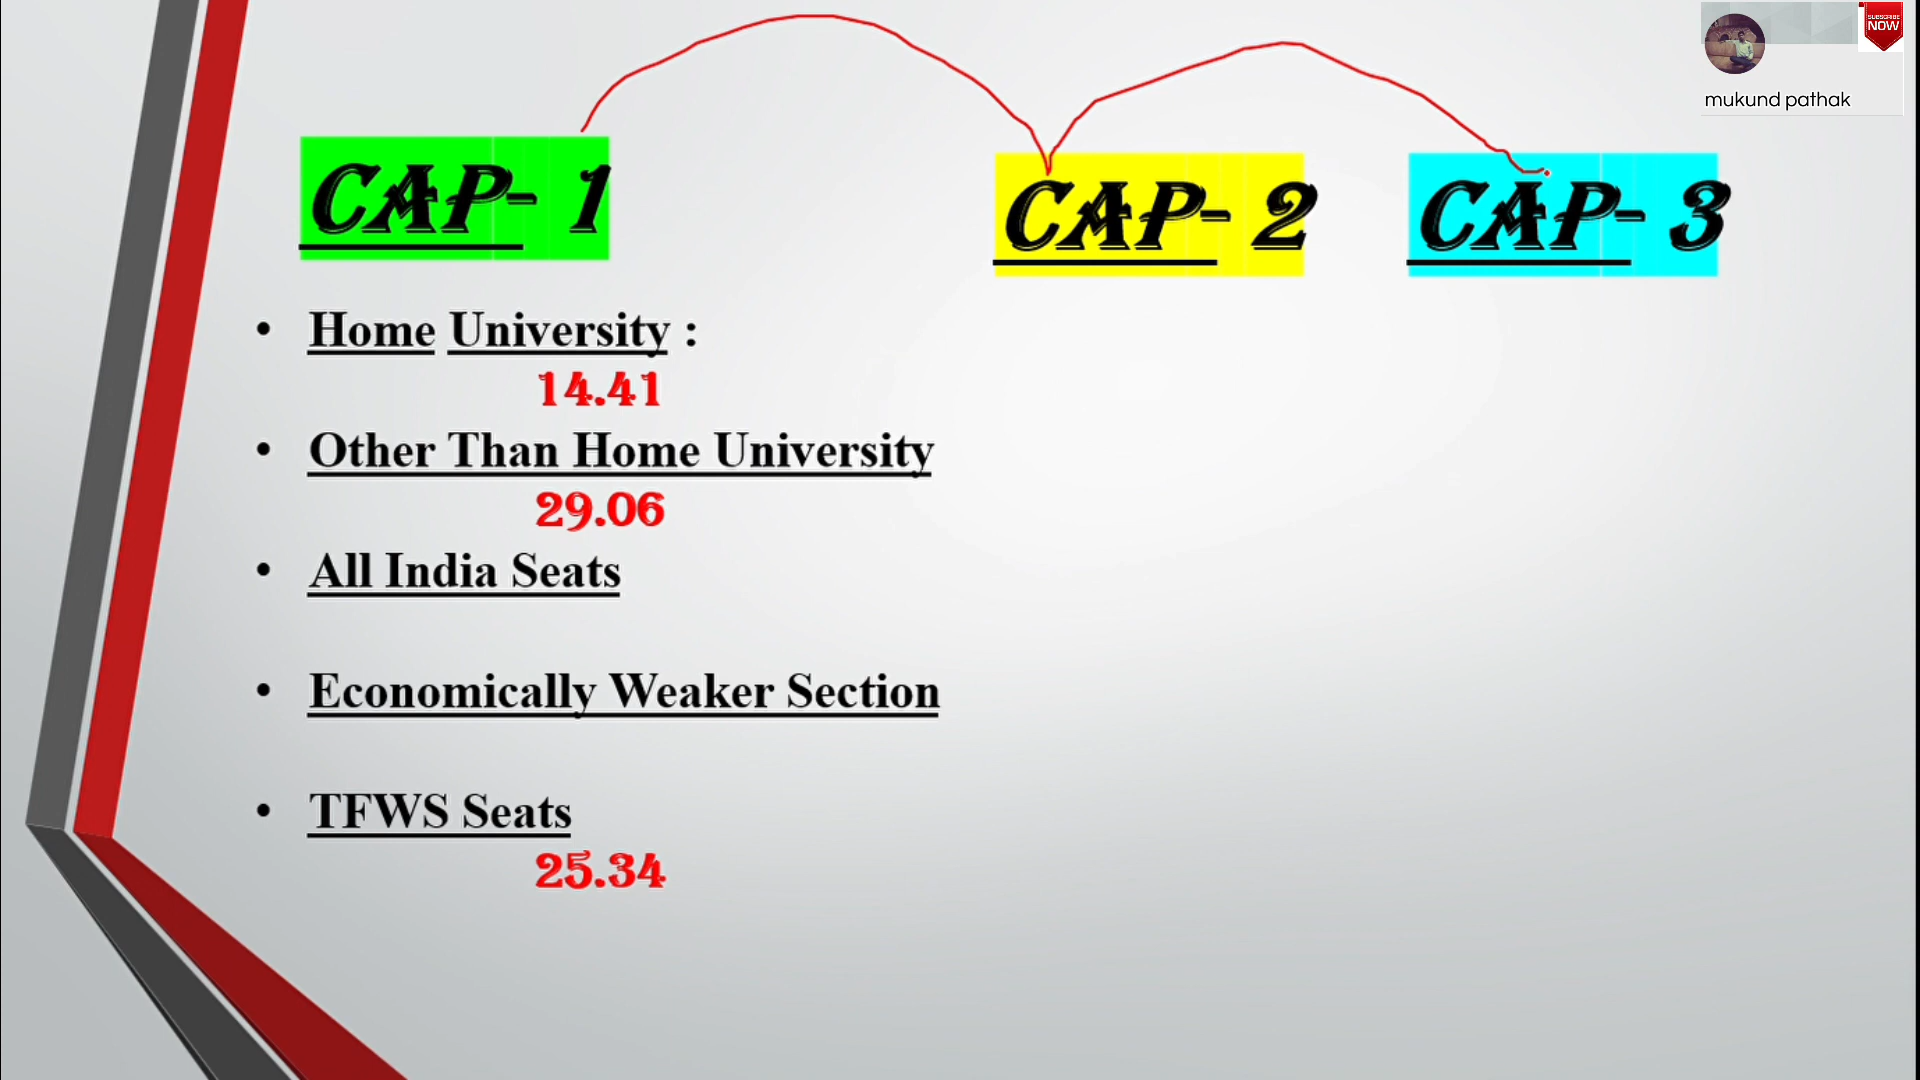 SUBSCRIBE
NOW
mukund pathak
CAP- 1
CAP- 2
CAP- 3
• Home University :
14.41
• Other Than Home University
29.06
• All India Seats
• Economically Weaker Section
• TFWS Seats
25.34